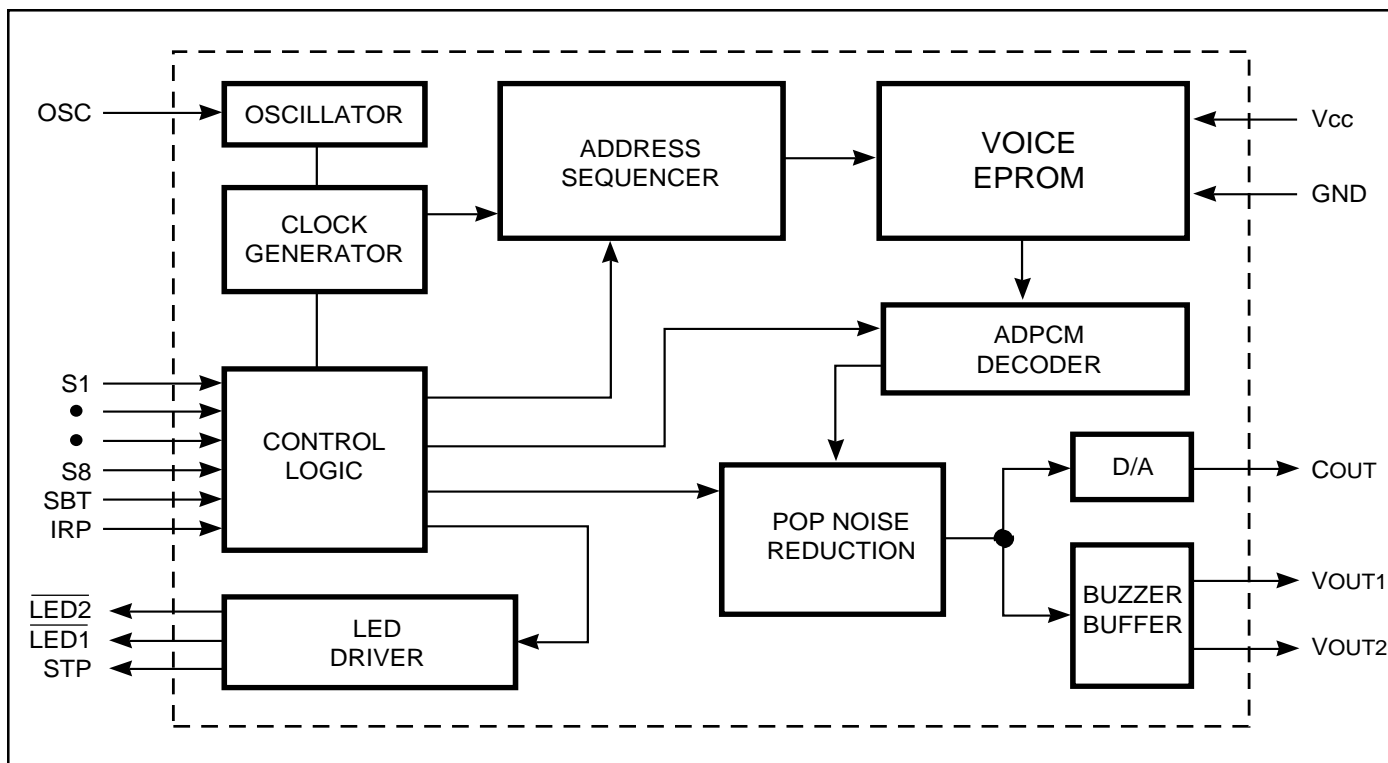 OSC
OSCILLATOR
CLOCK
GENERATOR
ADDRESS
SEQUENCER
VOICE
EPROM
Vcc
GND
ADPCM
DECODER
S1
S8
SBT
IRP
CONTROL
LOGIC
POP NOISE
REDUCTION
D/A
COUT
BUZZER
BUFFER
VOUT1
VOUT2
LED2
LED1
STP
LED
DRIVER